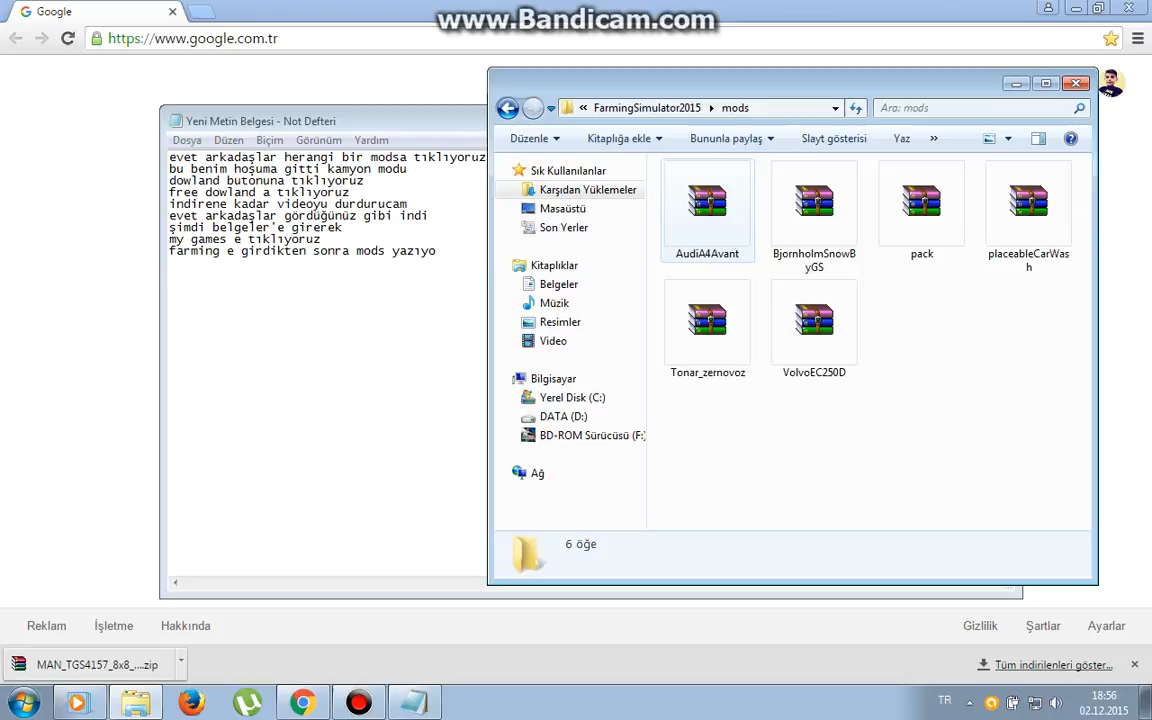 Google
www.Bandicam.com
https://www.google.com.tr
Yeni Metin Belgesi - Not Defteri
Dosya Düzen Biçim Görünüm Yardım
evet arkadaşlar herangi bir modsa tıklıyoruz
bu benim hoşuma gitti kamyon modu
dowland butonuna tıklıyoruz
free dowland a tıklıyoruz
indirene kadar videoyu durdurucam
evet arkadaşlar gördüğünüz gibi indi
şimdi belgeler'e girerek
my games e tıklıyoruz
farming e girdikten sonra mods yazıyo
« FarmingSimulator2015 mods
Ara: mods
Düzenle Kitaplığa ekle Bununla paylaş Slayt gösterisi Yaz »
Sık Kullanılanlar
Karşıdan Yüklemeler
Masaüstü
Son Yerler
Kitaplıklar
Belgeler
Müzik
Resimler
Video
Bilgisayar
Yerel Disk (C:)
DATA (D:)
BD-ROM Sürücüsü (F:)
Ağ
AudiA4Avant
BjornholmSnowB
yGS
pack
placeableCarWas
h
Tonar_zernovoz
VolvoEC250D
6 öğe
Reklam İşletme Hakkında
Gizlilik Şartlar Ayarlar
MAN_TGS4157_8x8_....zip
Tüm indirilenleri göster...
TR
18:56
02.12.2015